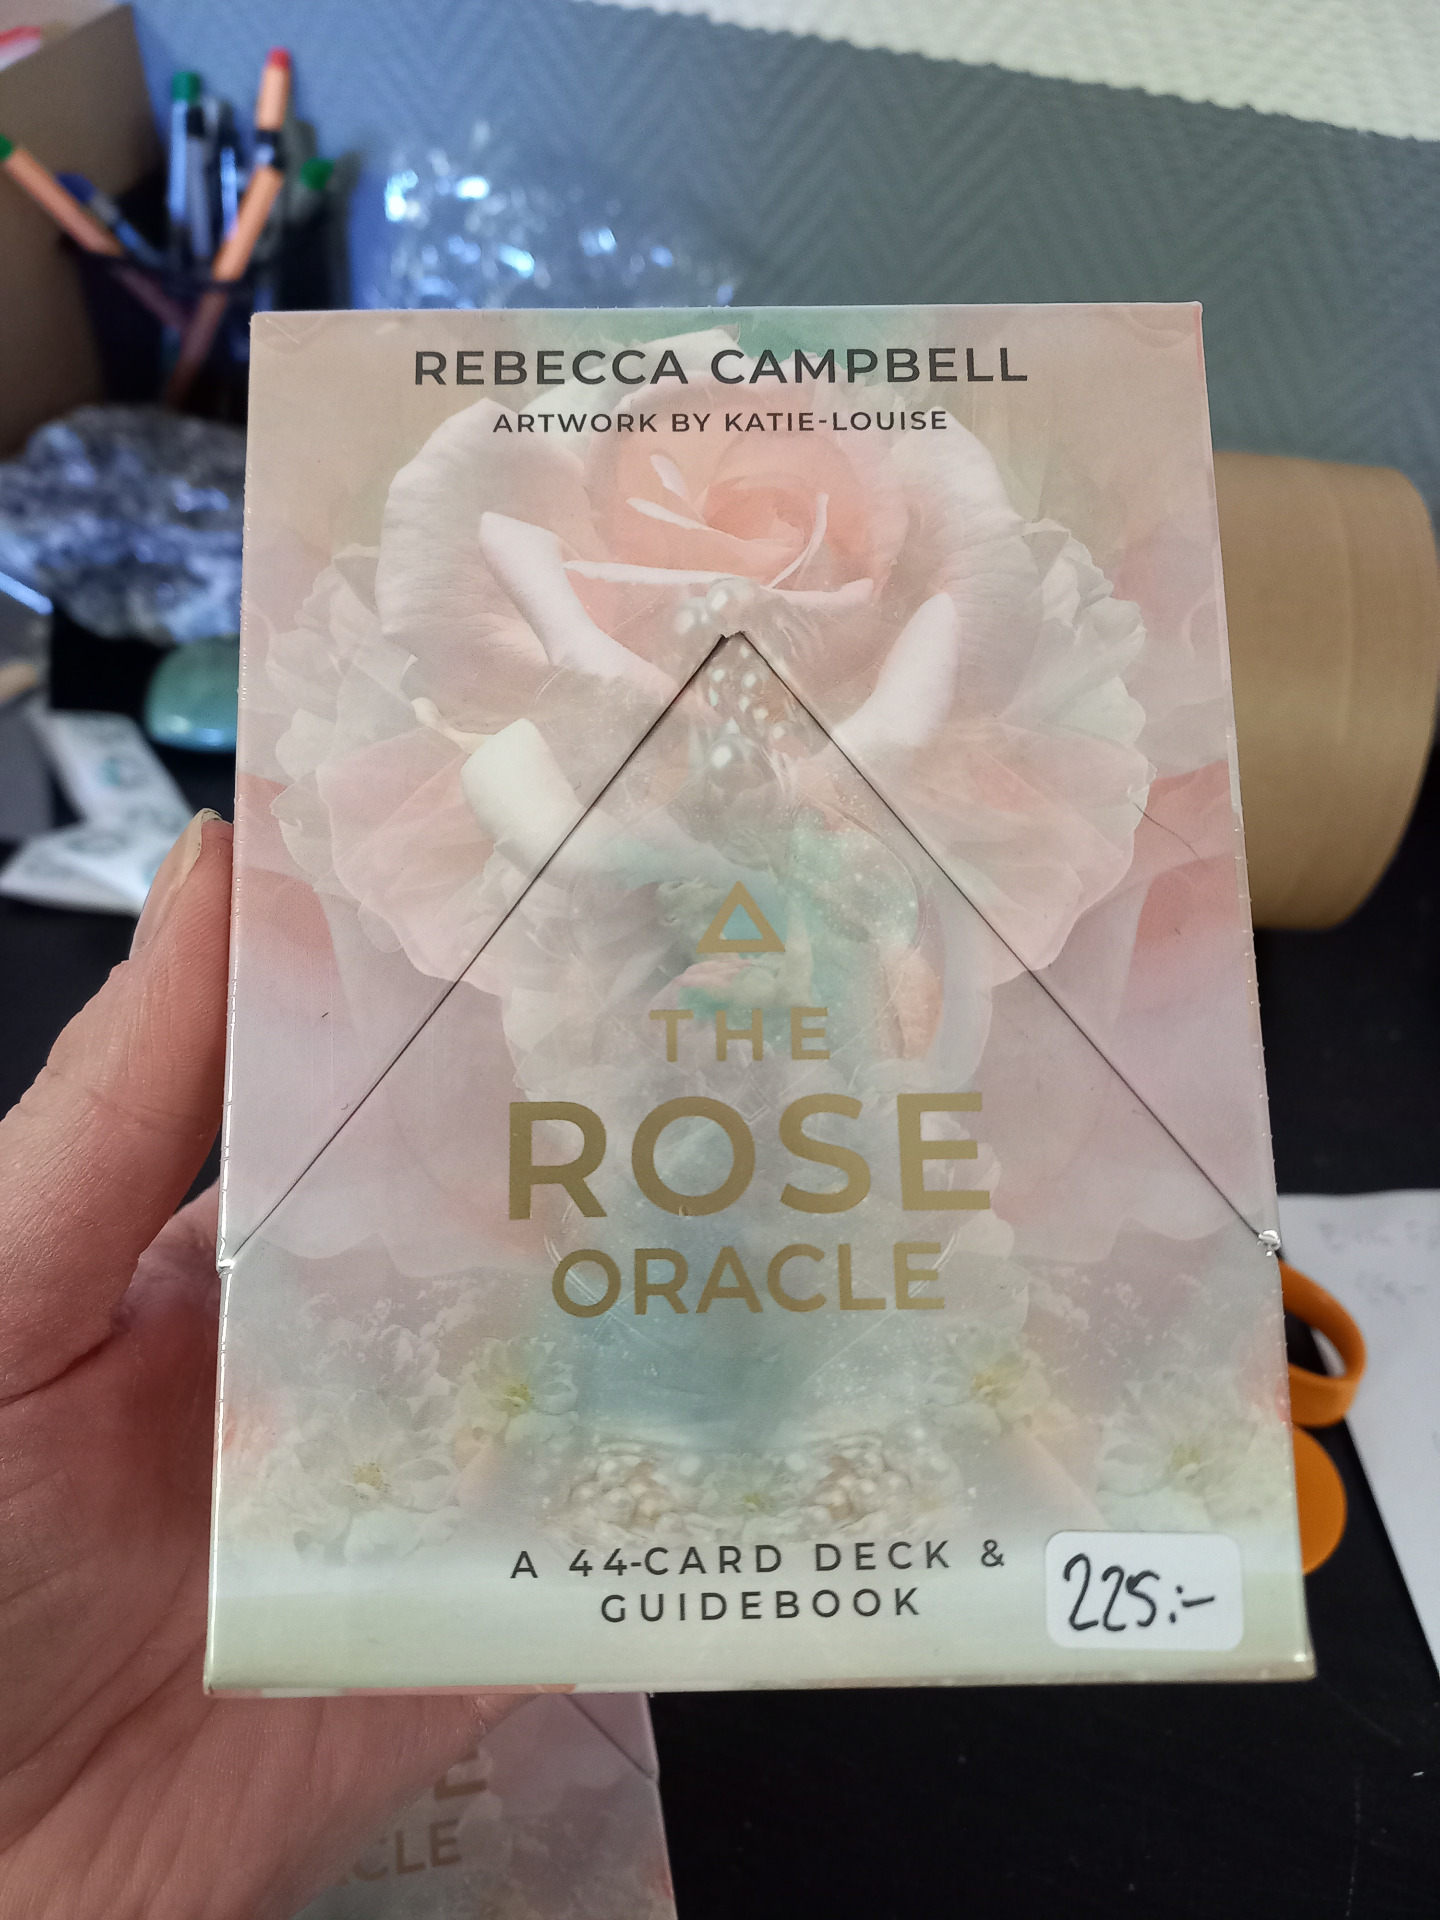 REBECCA CAMPBELL
ARTWORK BY KATIE-LOUISE
THE
ROSE
ORACLE
A 44-CARD DECK &
GUIDEBOOK
225:-